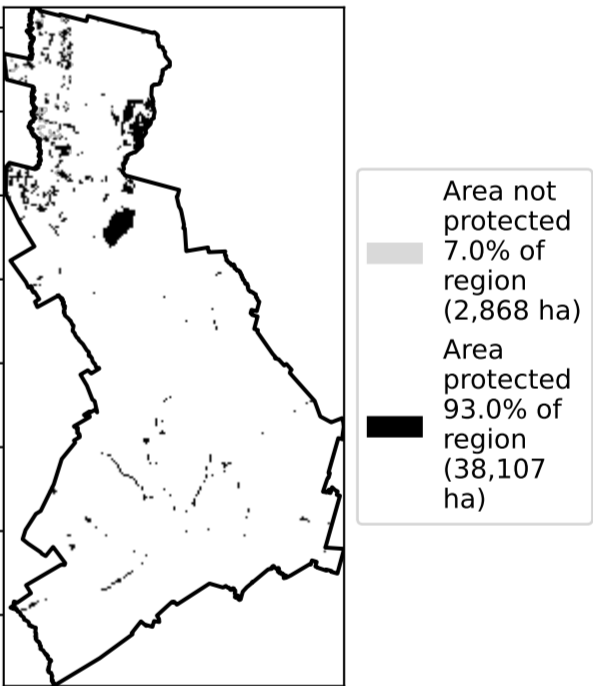 Area not
protected
7.0% of
region
(2,868 ha)
Area
protected
93.0% of
region
(38,107
ha)